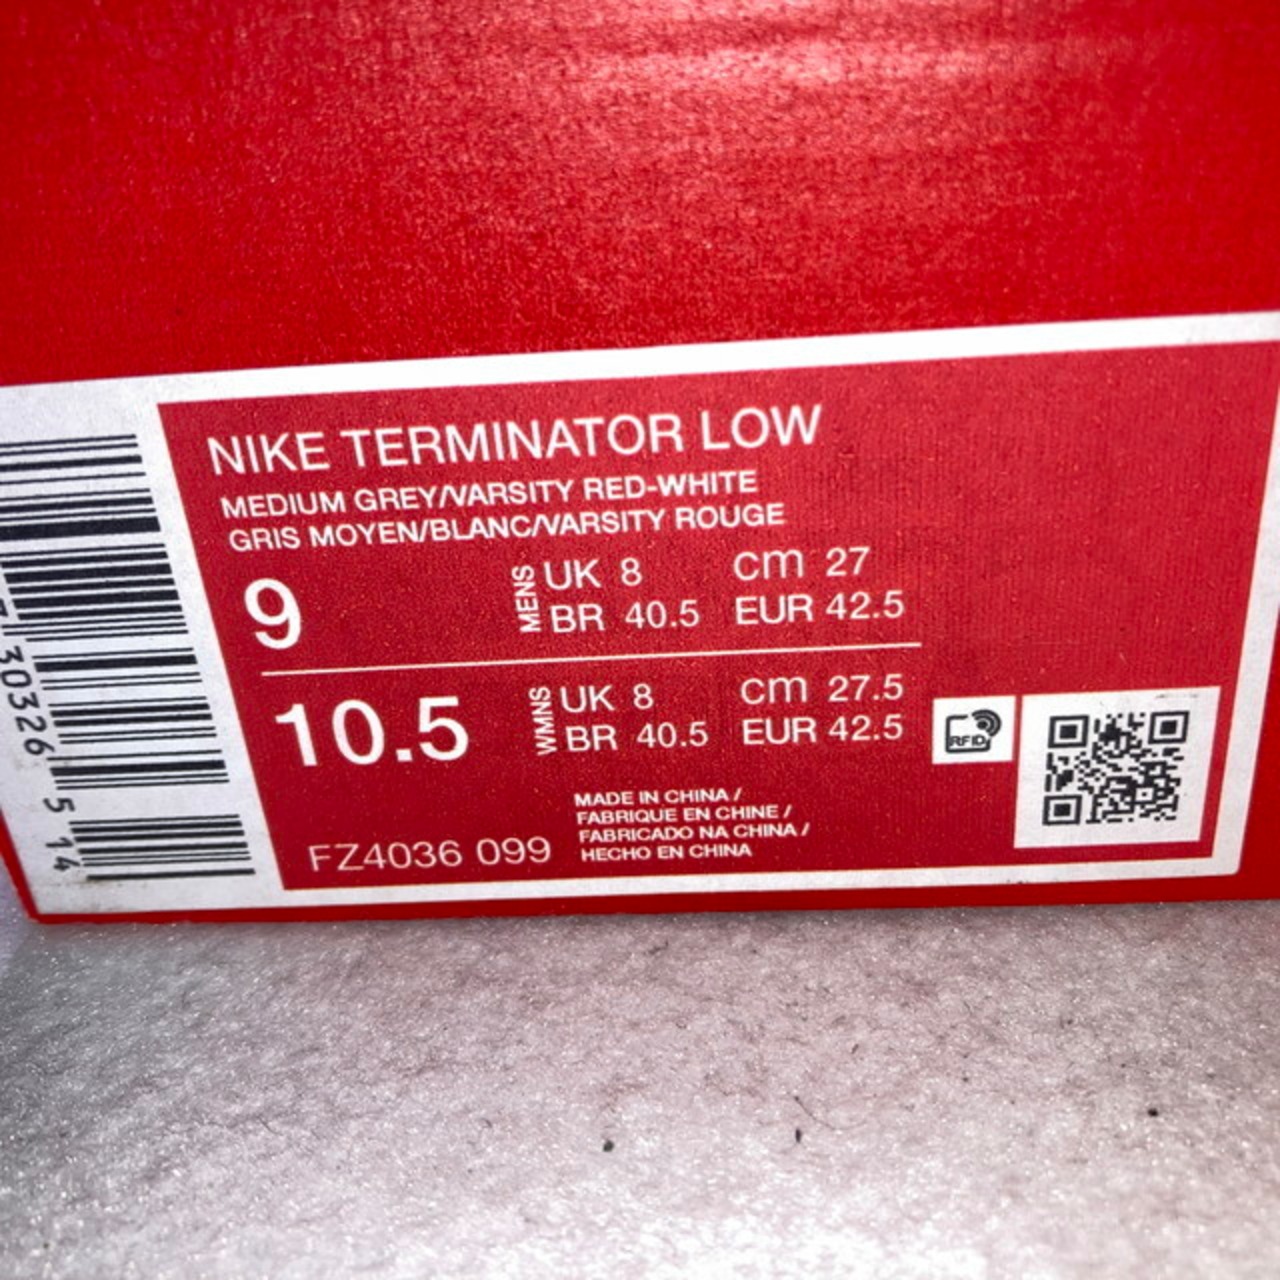 NIKE TERMINATOR LOW
MEDIUM GREY/VARSITY RED-WHITE
GRIS MOYEN/BLANC/VARSITY ROUGE
9 MENS UK 8 cm 27
BR 40.5 EUR 42.5
10.5 WMNS UK 8 cm 27.5
BR 40.5 EUR 42.5
RFID
MADE IN CHINA /
FABRIQUE EN CHINE /
FABRICADO NA CHINA /
HECHO EN CHINA
FZ4036 099
30326 514